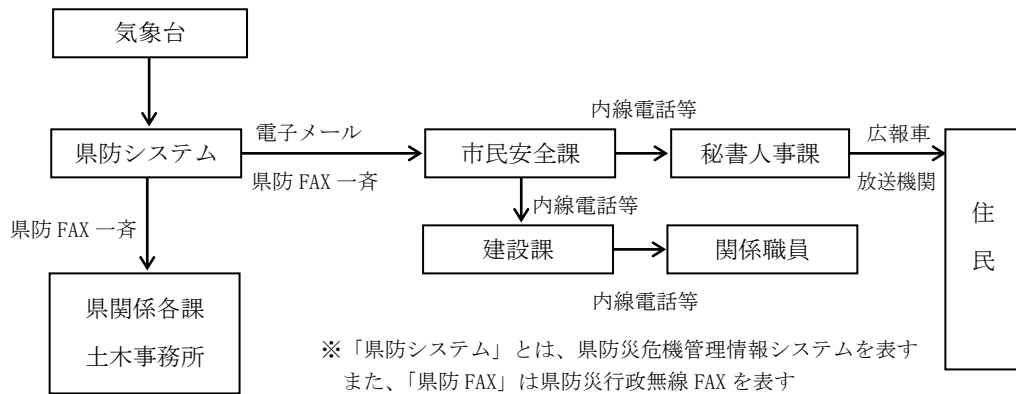 気象台
県防システム
電子メール
県防 FAX 一斉
市民安全課
内線電話等
秘書人事課
広報車
放送機関
住
民
県防 FAX 一斉
内線電話等
建設課
関係職員
内線電話等
県関係各課
土木事務所
※「県防システム」とは、県防災危機管理情報システムを表す
また、「県防 FAX」は県防災行政無線 FAX を表す